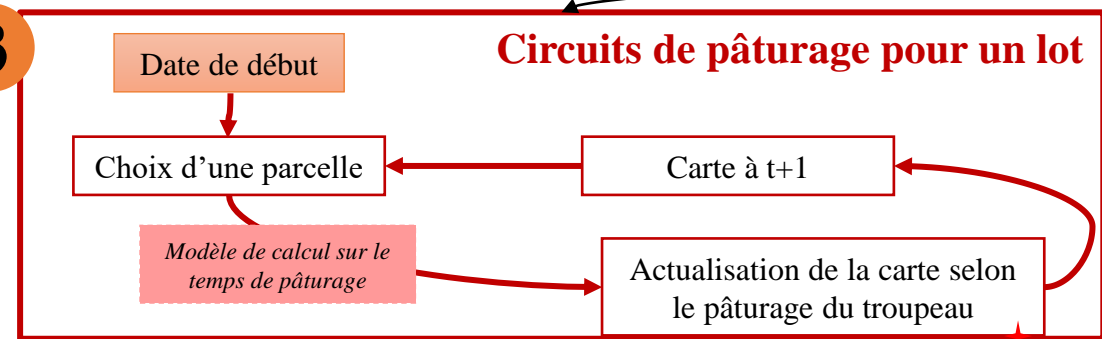 3
Circuits de pâturage pour un lot
Date de début
Choix d’une parcelle
Carte à t+1
Modèle de calcul sur le
temps de pâturage
Actualisation de la carte selon
le pâturage du troupeau